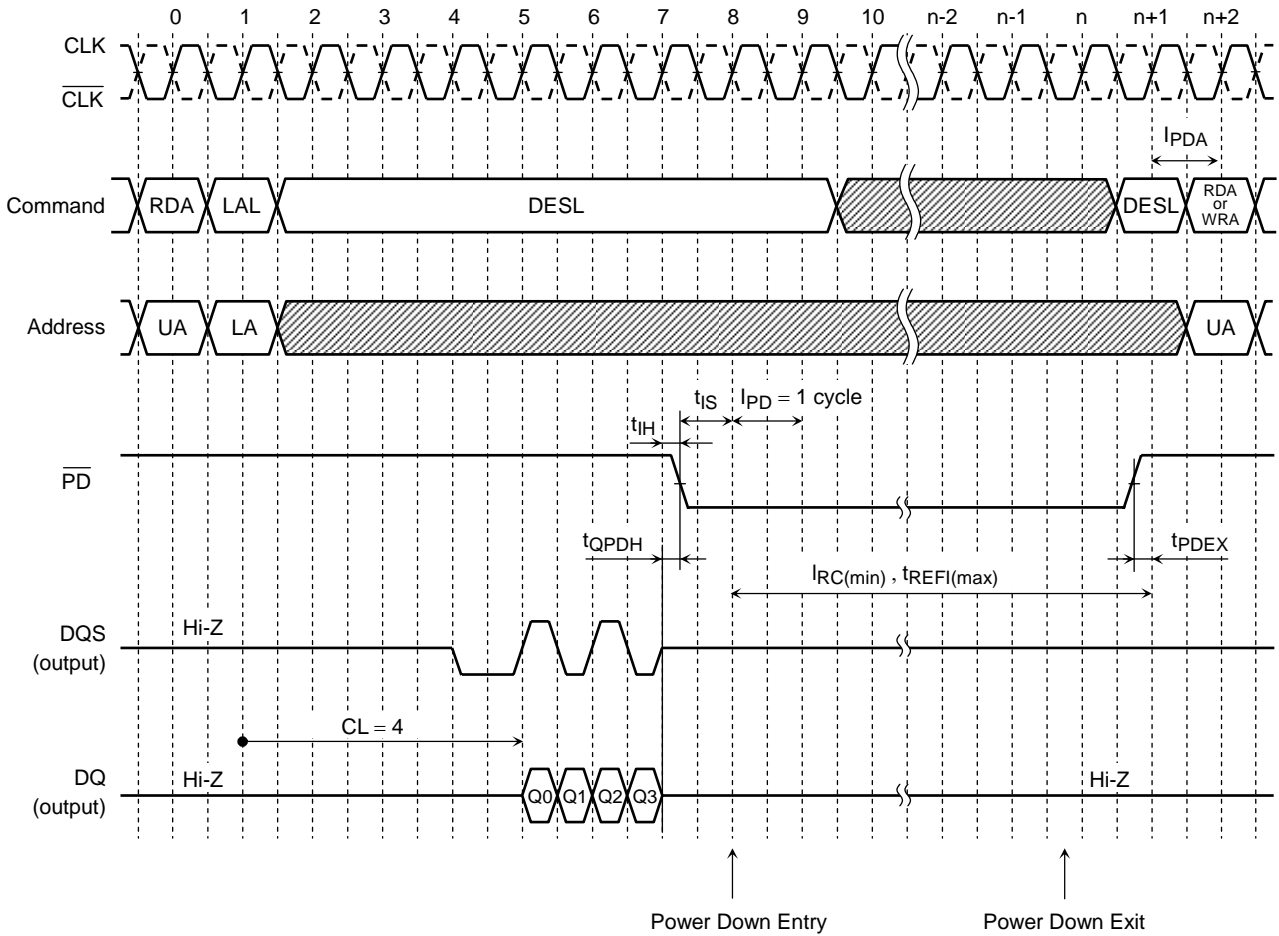 0 1 2 3 4 5 6 7 8 9 10 n-2 n-1 n n+1 n+2
CLK
CLK
IPDA
Command RDA LAL DESL DESL RDA or WRA
Address UA LA UA
tIS IPD = 1 cycle
tIH
PD
tQPDH tPDEX
IRC(min) , tREFI(max)
DQS Hi-Z
(output)
CL = 4
DQ Hi-Z Hi-Z
(output) Q0 Q1 Q2 Q3
Power Down Entry Power Down Exit